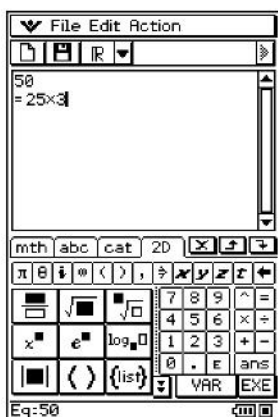 File Edit Action
R
50
= 25×3
mth abc cat 2D
π θ i ∞ ( ) , ⇒ x y z t ←
√■ ⁿ√□ 7 8 9 ^ =
4 5 6 × ÷
x■ e■ log■□ 1 2 3 + -
|■| ( ) {list} 0 . E ans
VAR EXE
Eq:50